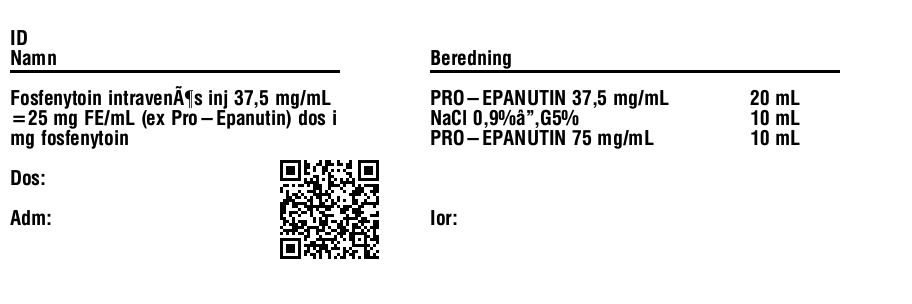 ID
Namn
Fosfenytoin intravenÃ¶s inj 37,5 mg/mL
=25 mg FE/mL (ex Pro-Epanutin) dos i
mg fosfenytoin
Dos:
Adm:
Beredning
PRO-EPANUTIN 37,5 mg/mL 20 mL
NaCl 0,9%â”‚G5% 10 mL
PRO-EPANUTIN 75 mg/mL 10 mL
Ior: